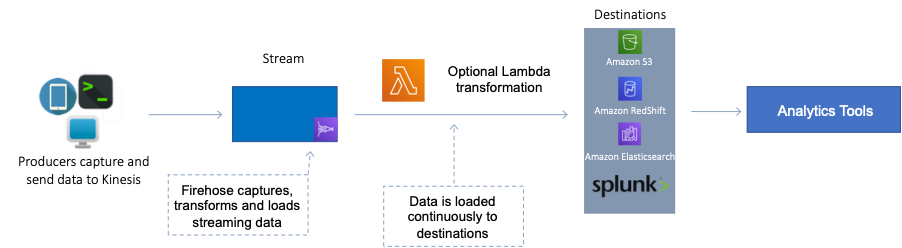 Producers capture and
send data to Kinesis
Stream
Firehose captures,
transforms and loads
streaming data
Optional Lambda
transformation
Data is loaded
continuously to
destinations
Destinations
Amazon S3
Amazon RedShift
Amazon Elasticsearch
splunk>
Analytics Tools